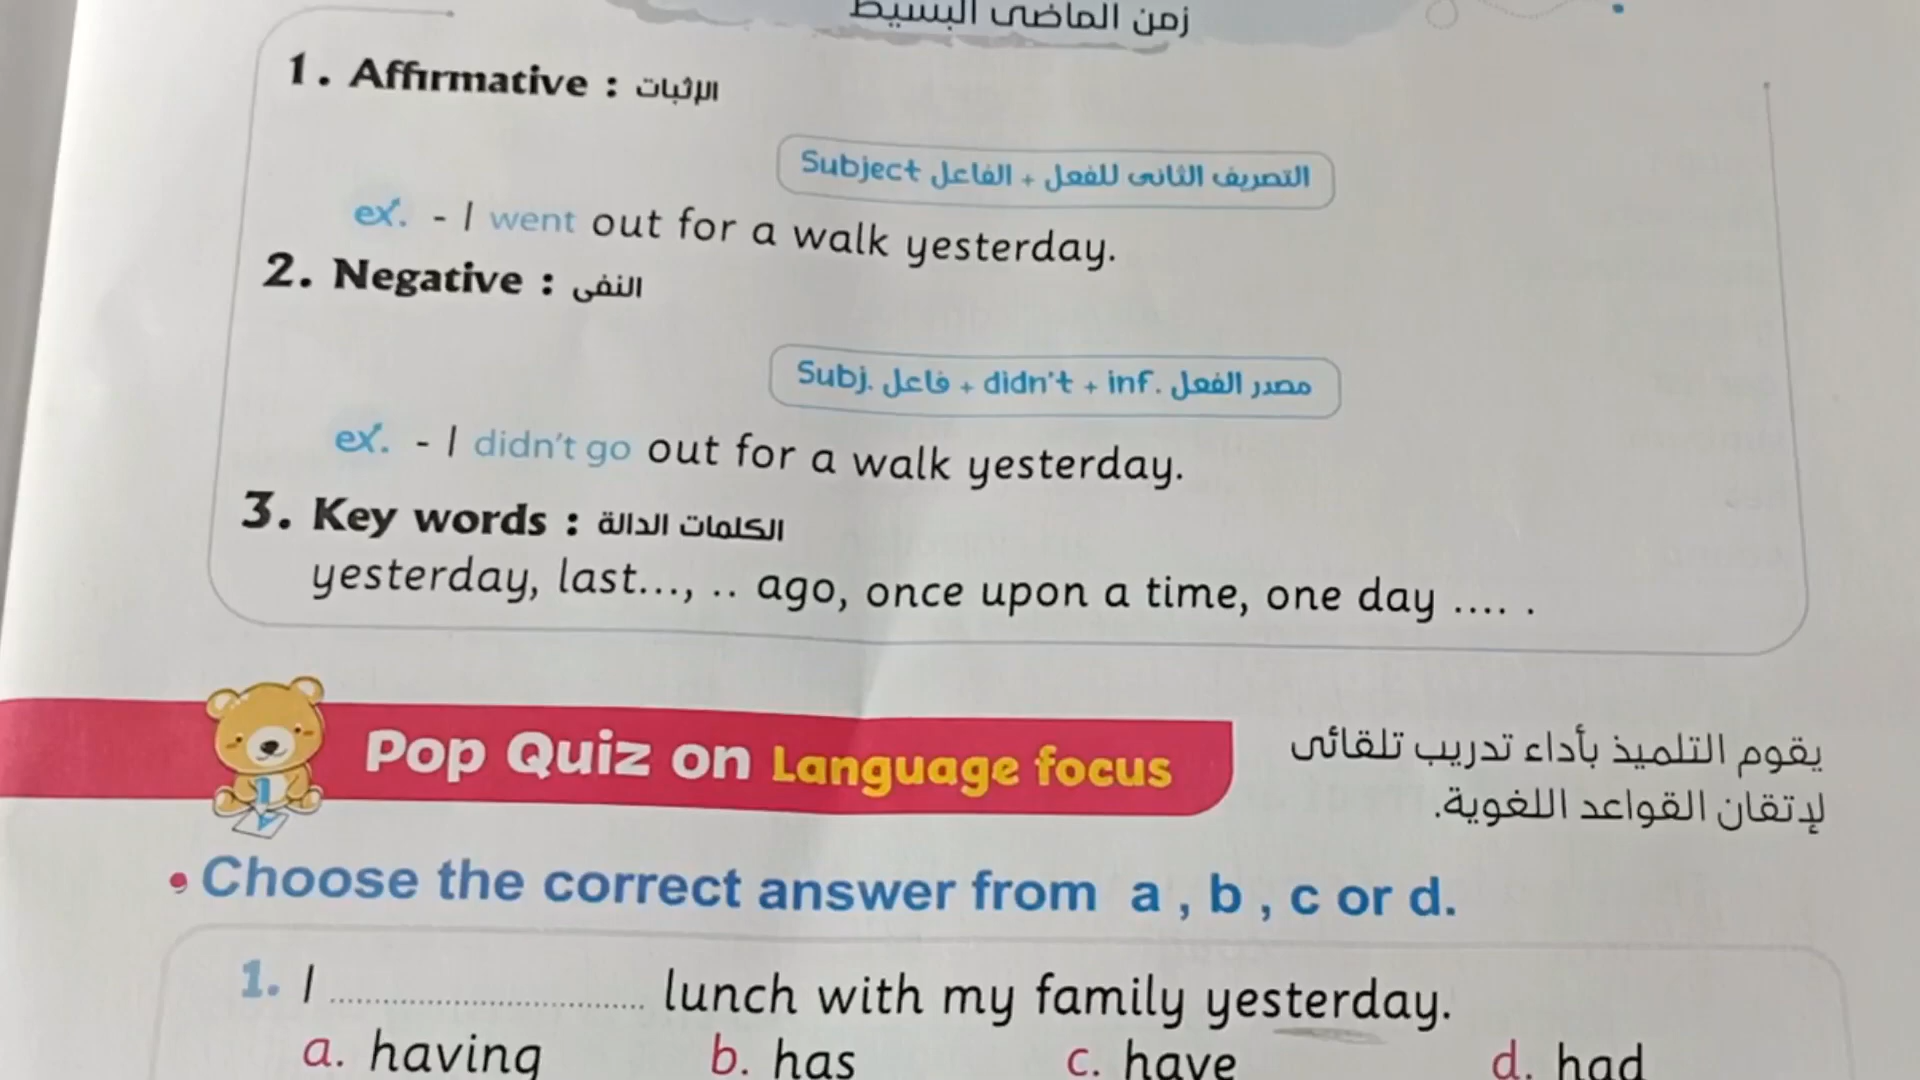 زمن الماضى البسيط
1. Affirmative : الإثبات
Subject الفاعل + التصريف الثانى للفعل
ex. - I went out for a walk yesterday.
2. Negative : النفى
Subj. فاعل + didn't + inf. مصدر الفعل
ex. - I didn't go out for a walk yesterday.
3. Key words : الكلمات الدالة
yesterday, last..., .. ago, once upon a time, one day .... .
Pop Quiz on Language focus
يقوم التلميذ بأداء تدريب تلقائى
لإتقان القواعد اللغوية.
• Choose the correct answer from a , b , c or d.
1. I .............................. lunch with my family yesterday.
a. having b. has c. have d. had